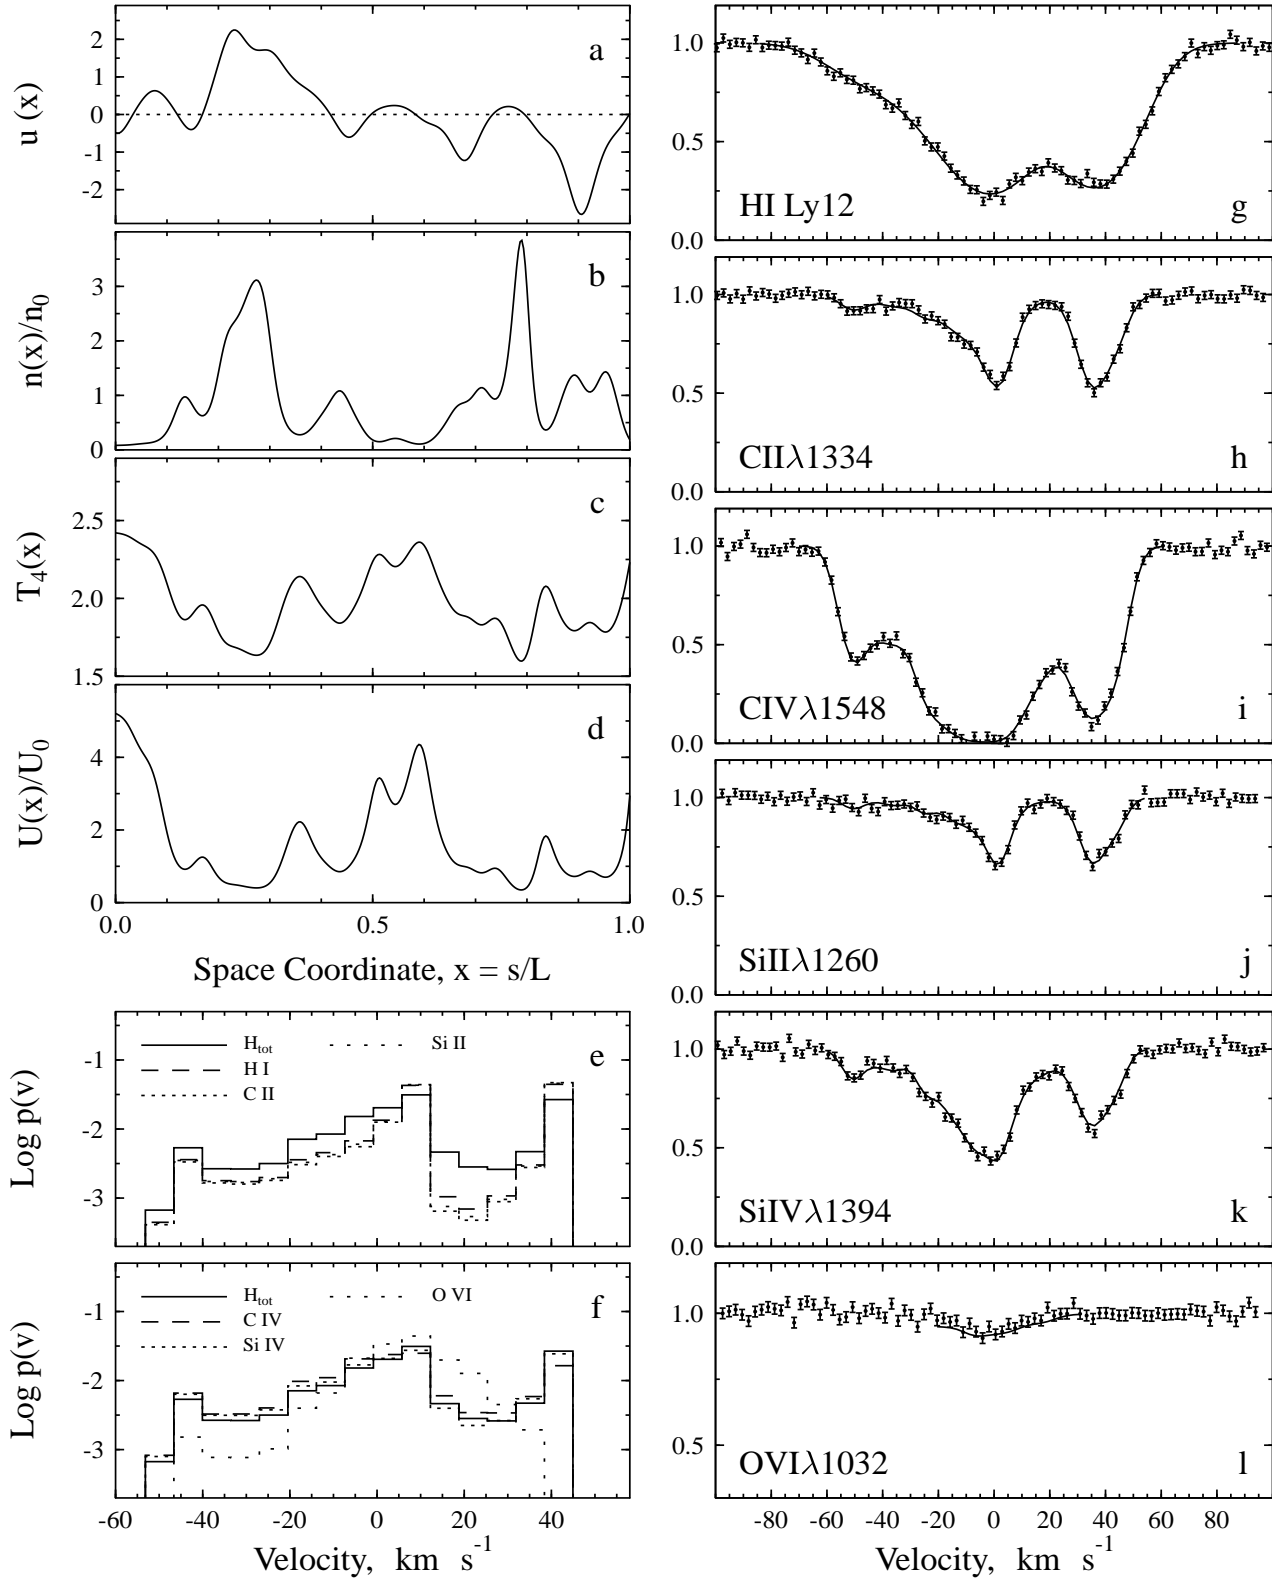 2
1
0
-1
-2
u (x)
a
3
2
1
0
n(x)/n0
b
2.5
2.0
1.5
T4(x)
c
4
2
0
U(x)/U0
d
0.0 0.5 1.0
Space Coordinate, x = s/L
-1
-2
-3
Log p(v)
Htot
H I
C II
Si II
e
-1
-2
-3
Log p(v)
Htot
C IV
Si IV
O VI
f
-60 -40 -20 0 20 40
Velocity, km s-1
1.0
0.5
0.0
HI Ly12
g
1.0
0.5
0.0
CIIλ1334
h
1.0
0.5
0.0
CIVλ1548
i
1.0
0.5
0.0
SiIIλ1260
j
1.0
0.5
0.0
SiIVλ1394
k
1.0
0.5
OVIλ1032
l
-80 -60 -40 -20 0 20 40 60 80
Velocity, km s-1